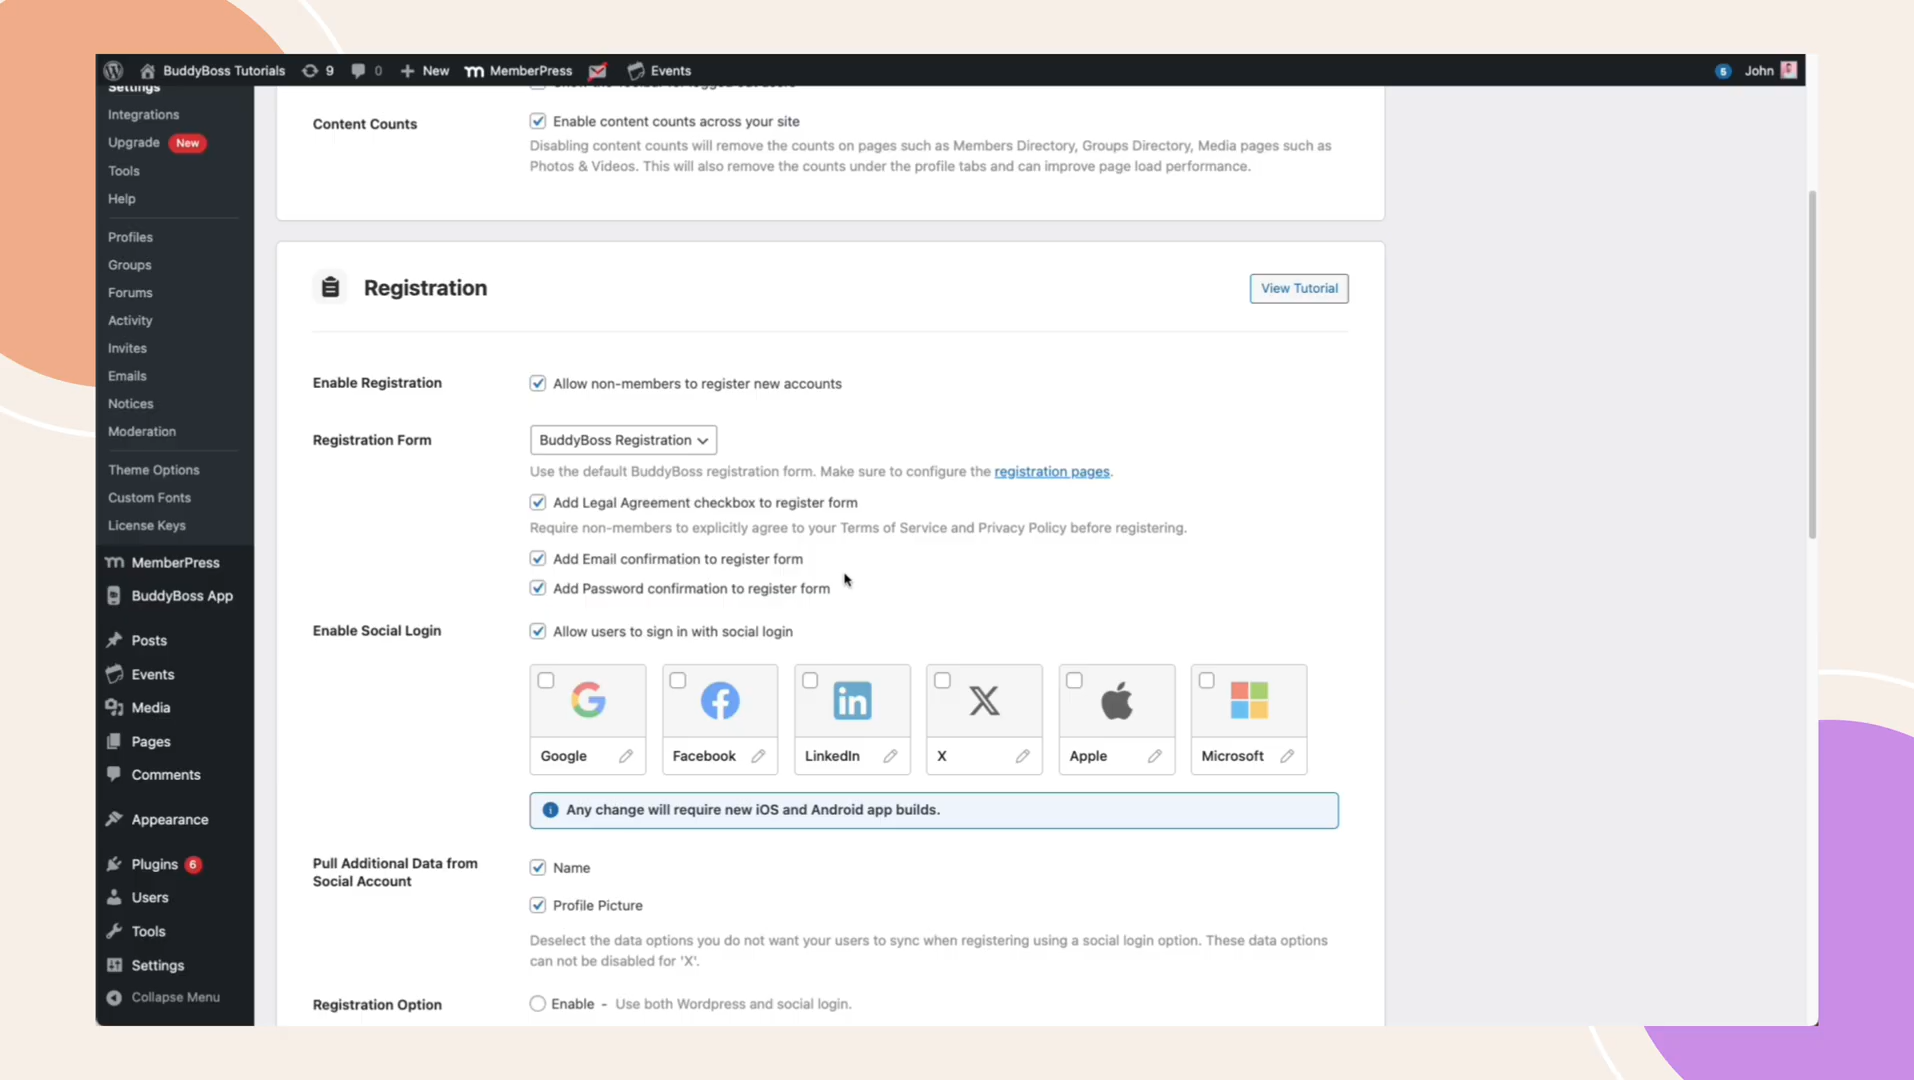 BuddyBoss Tutorials 9 0 New MemberPress Events 5 John
Settings
Integrations
Upgrade New
Tools
Help
Profiles
Groups
Forums
Activity
Invites
Emails
Notices
Moderation
Theme Options
Custom Fonts
License Keys
MemberPress
BuddyBoss App
Posts
Events
Media
Pages
Comments
Appearance
Plugins 6
Users
Tools
Settings
Collapse Menu
Content Counts
Enable content counts across your site
Disabling content counts will remove the counts on pages such as Members Directory, Groups Directory, Media pages such as
Photos & Videos. This will also remove the counts under the profile tabs and can improve page load performance.
Registration
View Tutorial
Enable Registration
Allow non-members to register new accounts
Registration Form
BuddyBoss Registration
Use the default BuddyBoss registration form. Make sure to configure the registration pages.
Add Legal Agreement checkbox to register form
Require non-members to explicitly agree to your Terms of Service and Privacy Policy before registering.
Add Email confirmation to register form
Add Password confirmation to register form
Enable Social Login
Allow users to sign in with social login
Google
Facebook
LinkedIn
X
Apple
Microsoft
Any change will require new iOS and Android app builds.
Pull Additional Data from
Social Account
Name
Profile Picture
Deselect the data options you do not want your users to sync when registering using a social login option. These data options
can not be disabled for 'X'.
Registration Option
Enable - Use both Wordpress and social login.